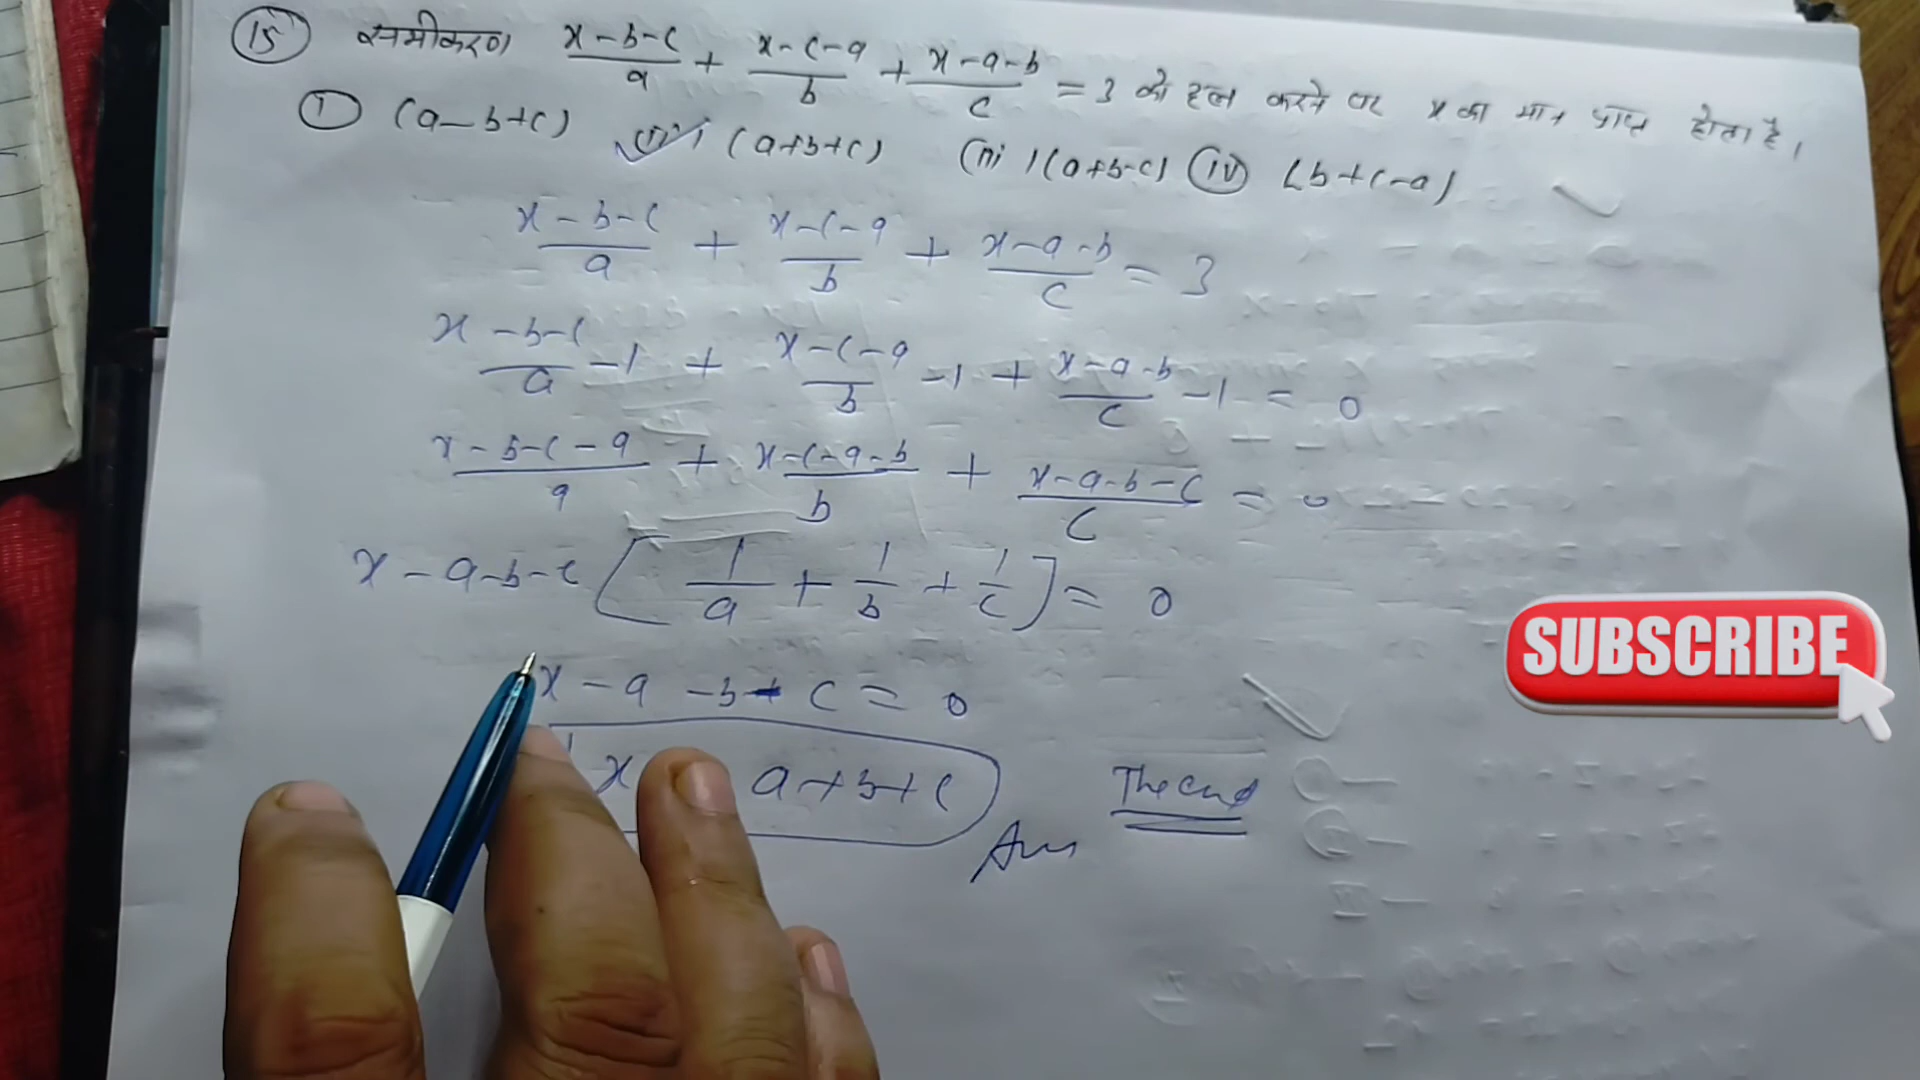 (15) समीकरण (x-b-c)/a + (x-c-a)/b + (x-a-b)/c = 3 को हल करने पर x का मान प्राप्त होता है।
(i) (a-b+c) (ii) (a+b+c) (iii) (a+b-c) (iv) (b+c-a)
(x-b-c)/a + (x-c-a)/b + (x-a-b)/c = 3
(x-b-c)/a -1 + (x-c-a)/b -1 + (x-a-b)/c -1 = 0
(x-b-c-a)/a + (x-c-a-b)/b + (x-a-b-c)/c = 0
x-a-b-c [1/a + 1/b + 1/c] = 0
SUBSCRIBE
x-a-b-c = 0
x a+b+c
The end
Ans